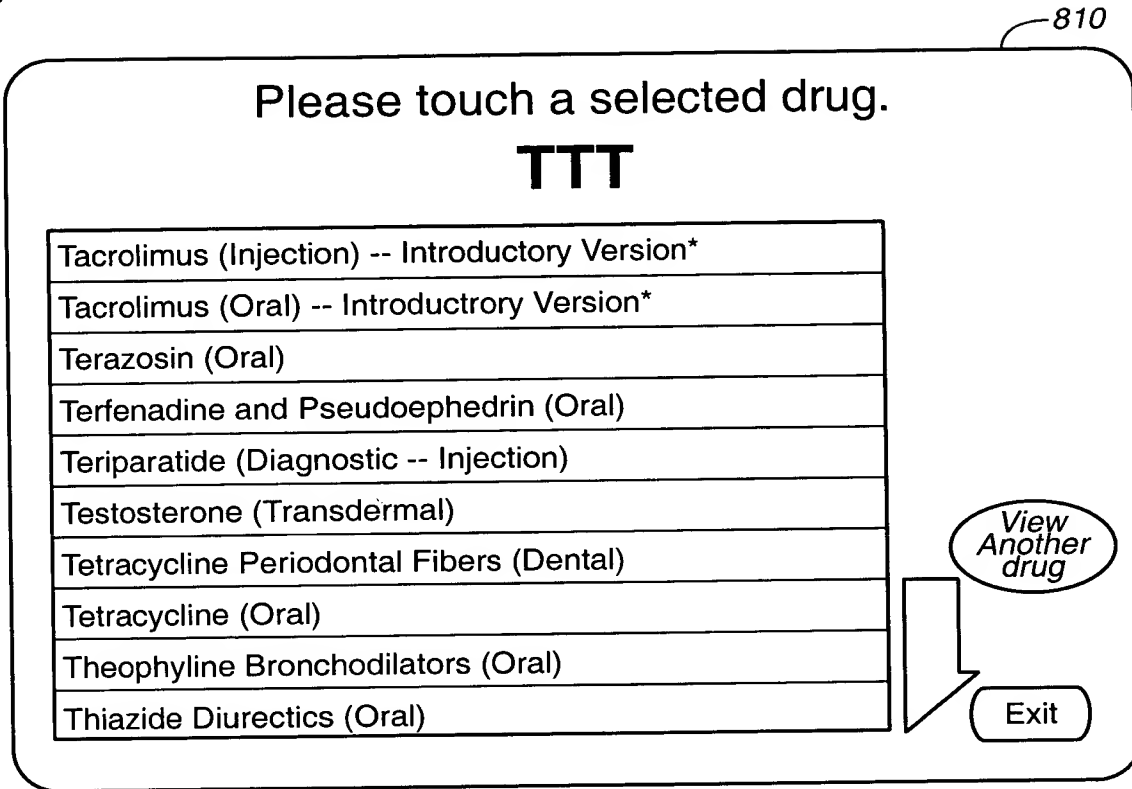 810
Please touch a selected drug.
TTT
Tacrolimus (Injection) -- Introductory Version*
Tacrolimus (Oral) -- Introductrory Version*
Terazosin (Oral)
Terfenadine and Pseudoephedrin (Oral)
Teriparatide (Diagnostic -- Injection)
Testosterone (Transdermal)
Tetracycline Periodontal Fibers (Dental)
Tetracycline (Oral)
Theophyline Bronchodilators (Oral)
Thiazide Diurectics (Oral)
View
Another
drug
Exit